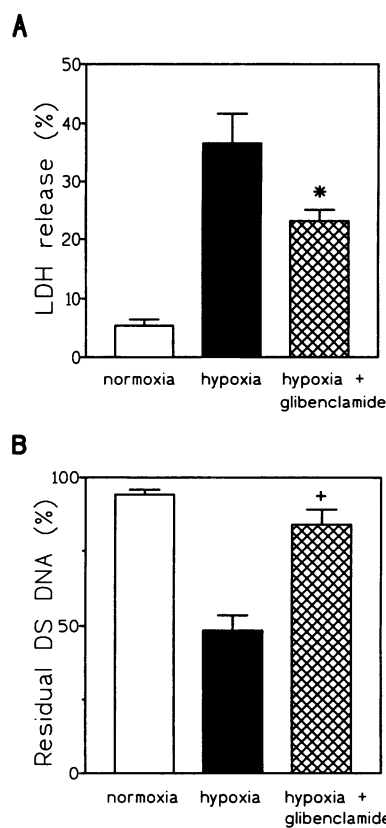 A
LDH release (%)
50
40
30
20
10
0
*
normoxia hypoxia hypoxia +
glibenclamide
B
Residual DS DNA (%)
100
50
0
+
normoxia hypoxia hypoxia +
glibenclamide